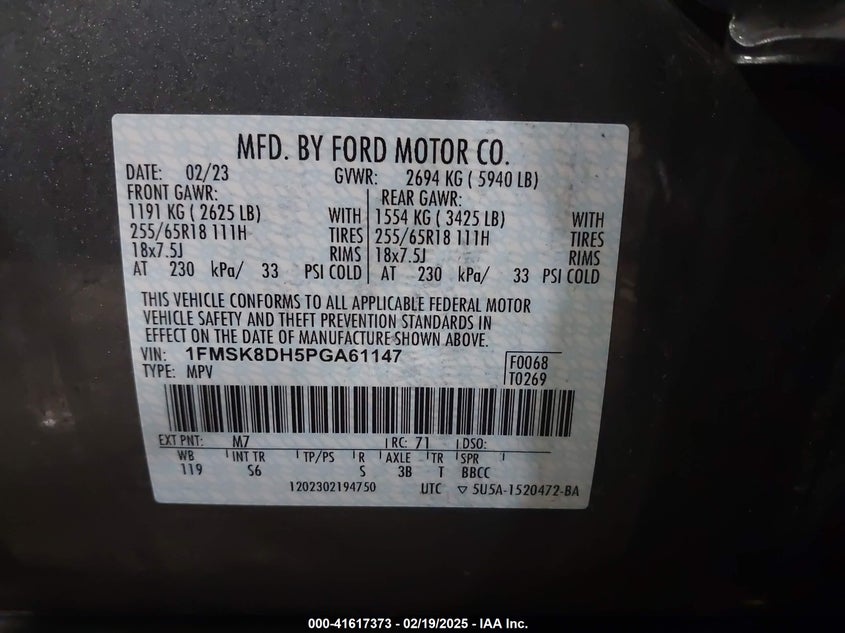 MFD. BY FORD MOTOR CO.
DATE: 02/23 GVWR: 2694 KG ( 5940 LB)
FRONT GAWR: REAR GAWR:
1191 KG ( 2625 LB) WITH 1554 KG ( 3425 LB) WITH
255/65R18 111H TIRES 255/65R18 111H TIRES
18x7.5J RIMS 18x7.5J RIMS
AT 230 kPa/ 33 PSI COLD AT 230 kPa/ 33 PSI COLD
THIS VEHICLE CONFORMS TO ALL APPLICABLE FEDERAL MOTOR
VEHICLE SAFETY AND THEFT PREVENTION STANDARDS IN
EFFECT ON THE DATE OF MANUFACTURE SHOWN ABOVE.
VIN: 1FMSK8DH5PGA61147 F0068
TYPE: MPV T0269
EXT PNT: M7 RC: 71 DSO:
WB INT TR TP/PS R AXLE TR SPR
119 S6 S 3B T BBCC
1202302194750 UTC ▽ 5U5A-1520472-BA
000-41617373 - 02/19/2025 - IAA Inc.